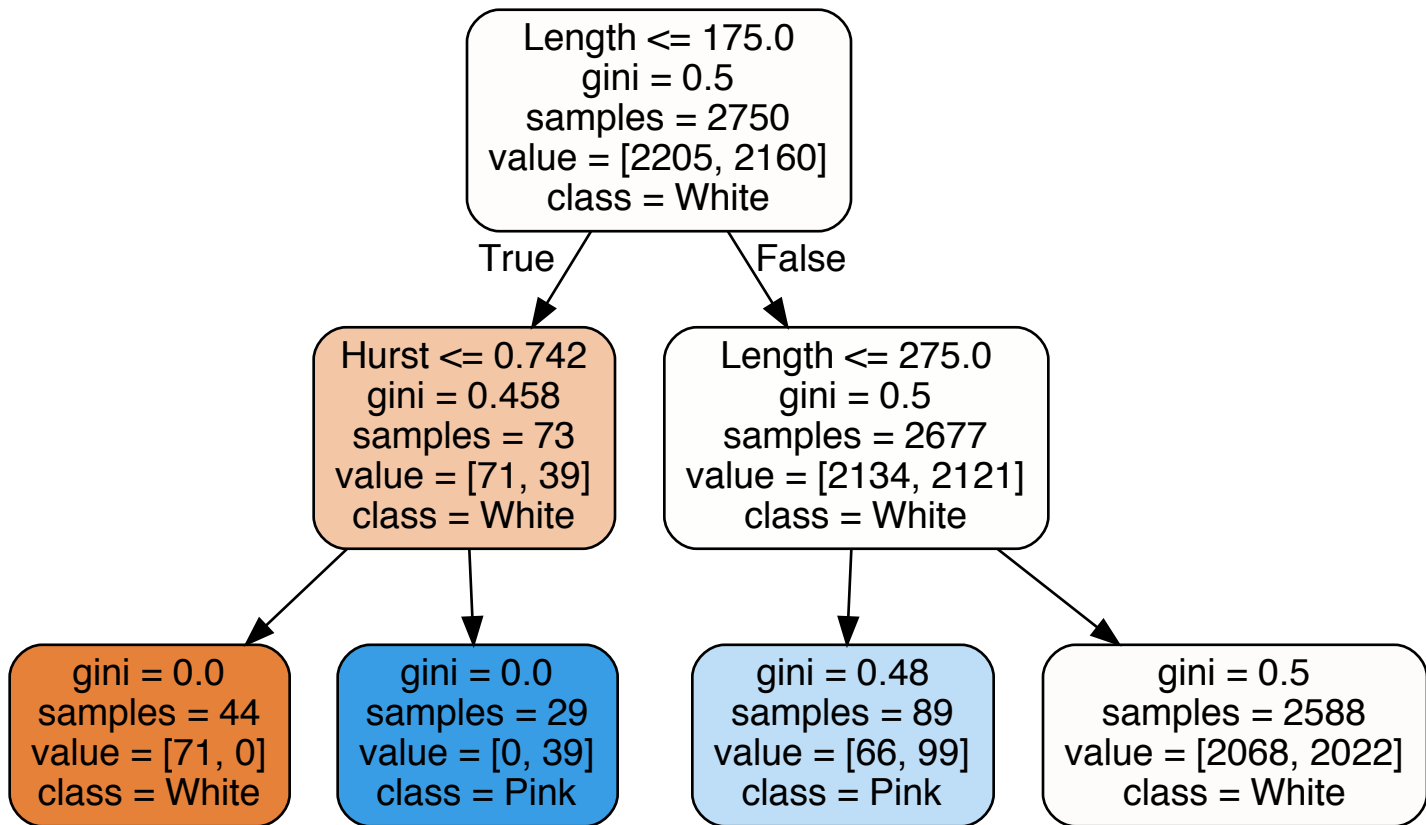 Length <= 175.0
gini = 0.5
samples = 2750
value = [2205, 2160]
class = White
True
False
Hurst <= 0.742
gini = 0.458
samples = 73
value = [71, 39]
class = White
Length <= 275.0
gini = 0.5
samples = 2677
value = [2134, 2121]
class = White
gini = 0.0
samples = 44
value = [71, 0]
class = White
gini = 0.0
samples = 29
value = [0, 39]
class = Pink
gini = 0.48
samples = 89
value = [66, 99]
class = Pink
gini = 0.5
samples = 2588
value = [2068, 2022]
class = White